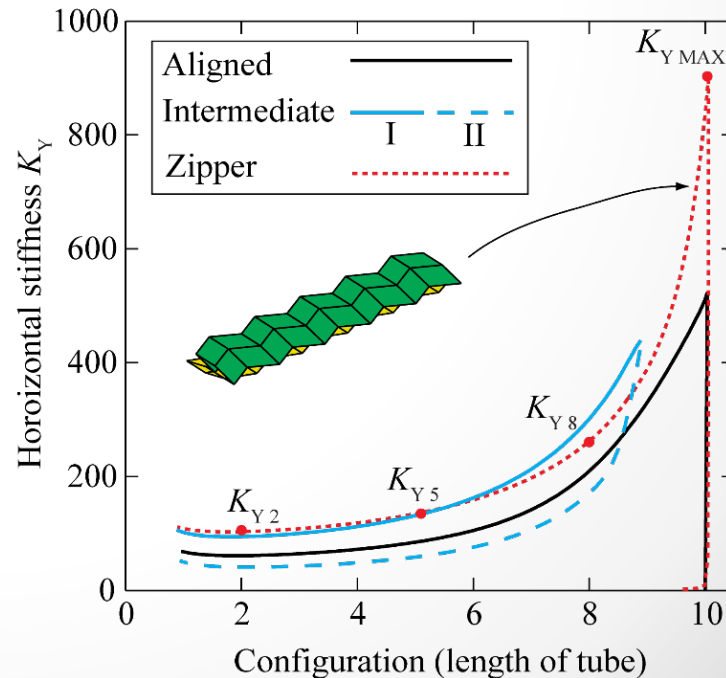 1000
800
600
400
200
0
Horoizontal stiffness K_Y
Aligned
Intermediate
I II
Zipper
K_Y MAX
K_Y 8
K_Y 5
K_Y 2
0 2 4 6 8 10
Configuration (length of tube)